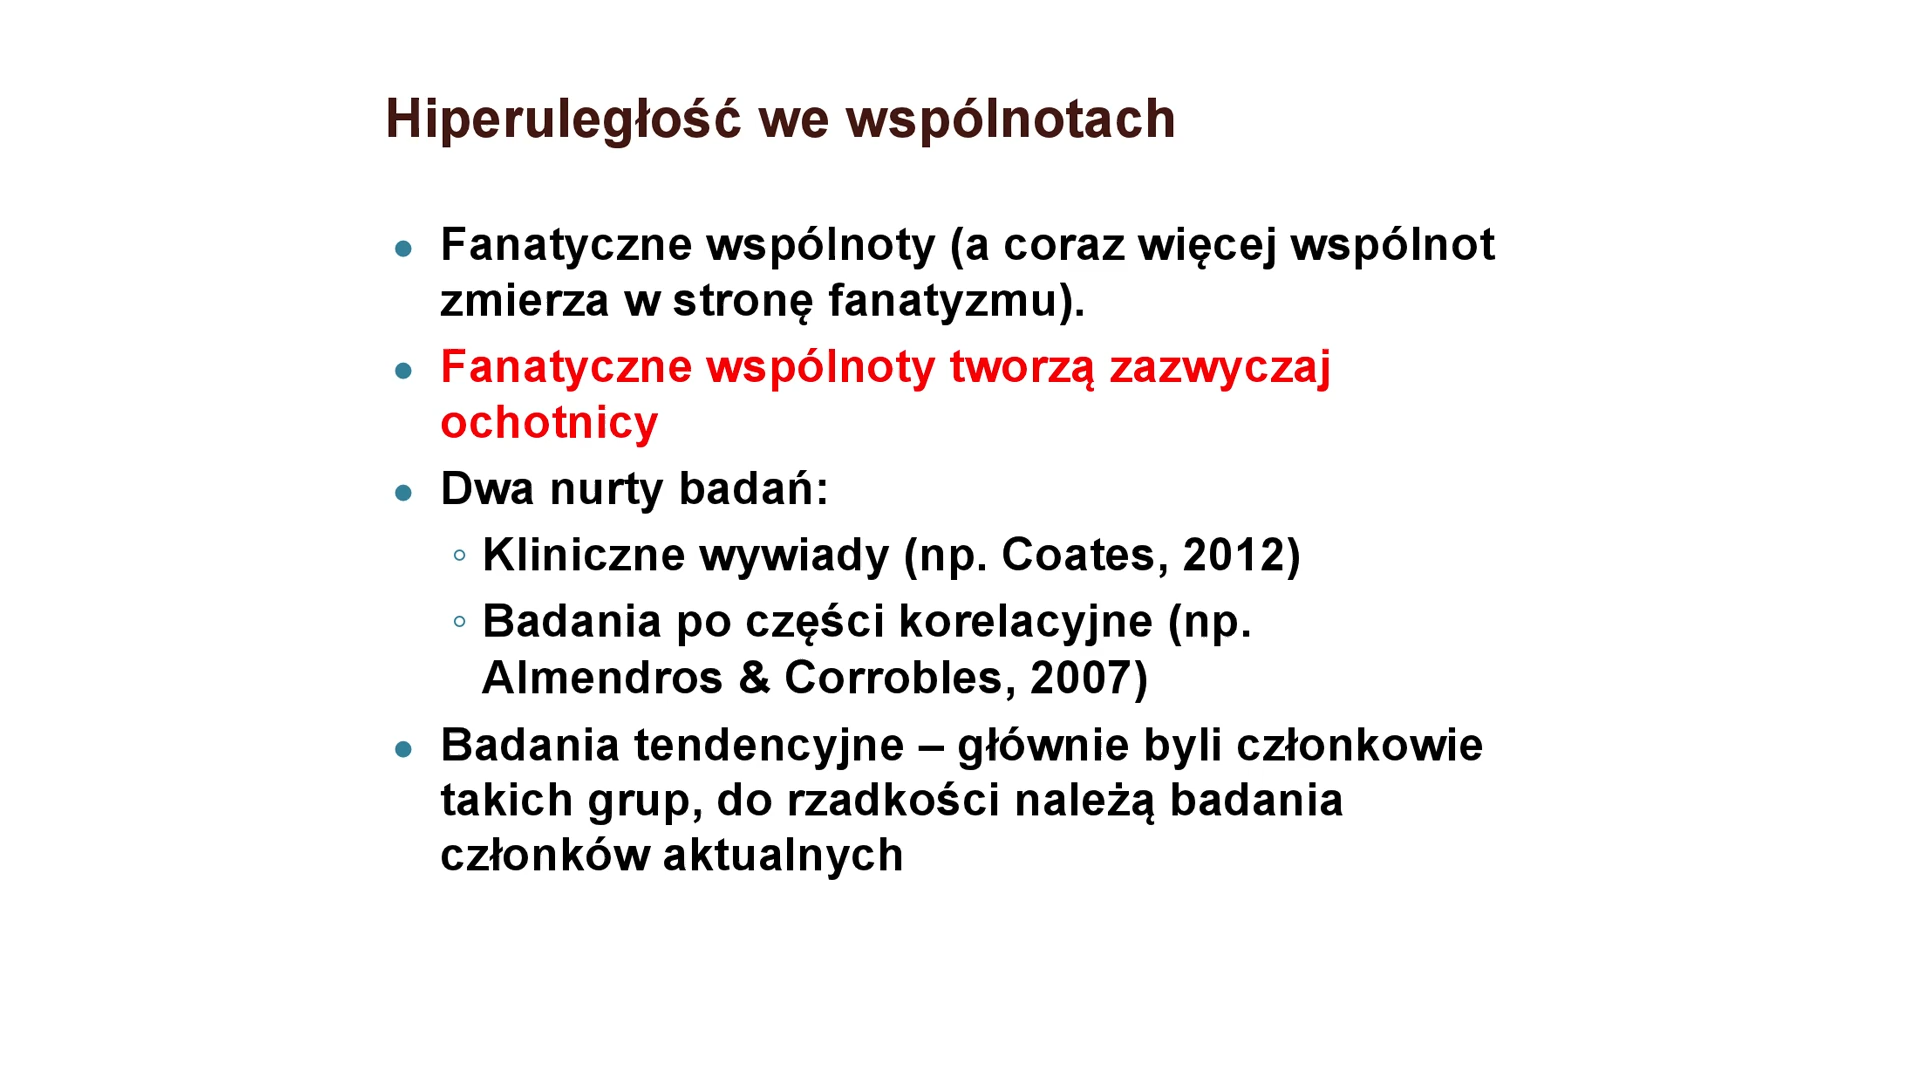 Hiperuległość we wspólnotach
● Fanatyczne wspólnoty (a coraz więcej wspólnot
zmierza w stronę fanatyzmu).
● Fanatyczne wspólnoty tworzą zazwyczaj
ochotnicy
● Dwa nurty badań:
◦ Kliniczne wywiady (np. Coates, 2012)
◦ Badania po części korelacyjne (np.
Almendros & Corrobles, 2007)
● Badania tendencyjne – głównie byli członkowie
takich grup, do rzadkości należą badania
członków aktualnych